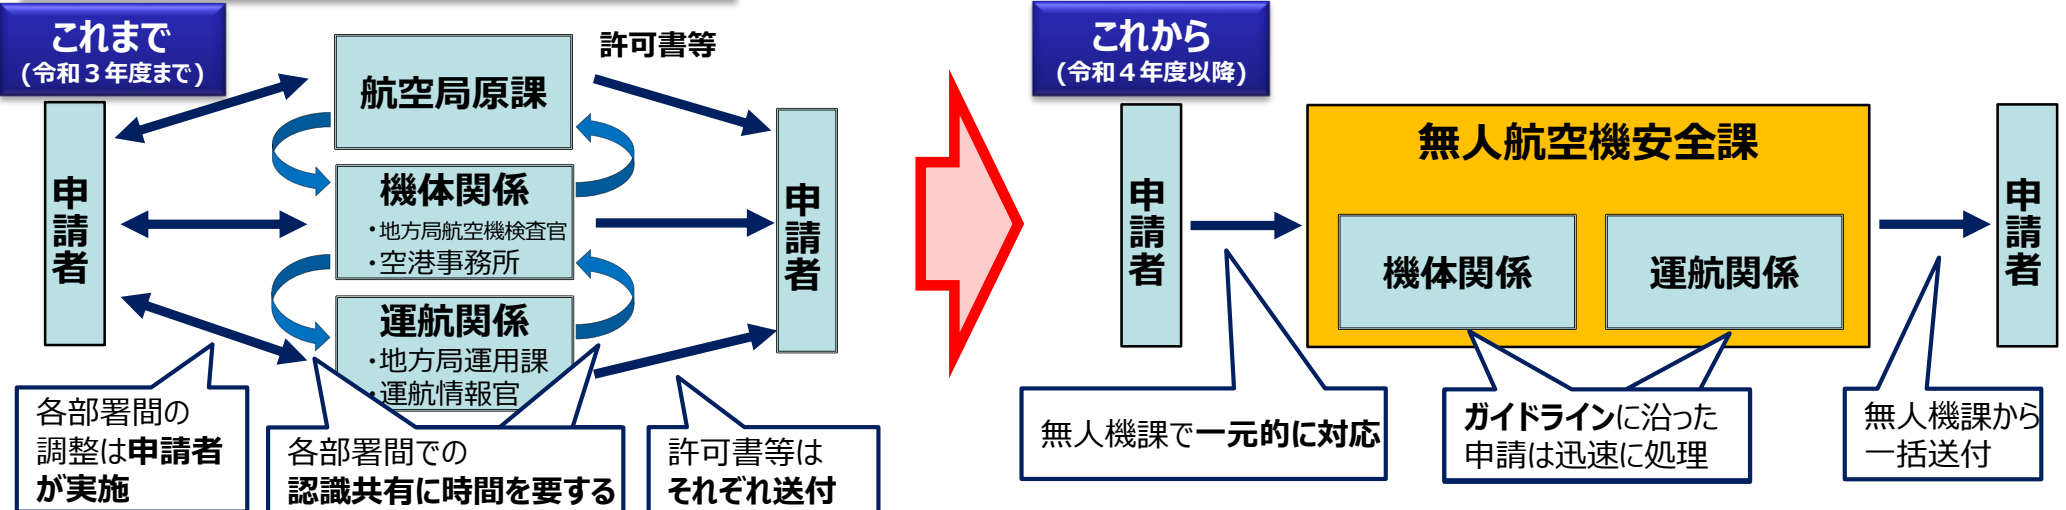 これまで
(令和３年度まで)
申請者
航空局原課
機体関係
・地方局航空機検査官
・空港事務所
運航関係
・地方局運用課
・運航情報官
許可書等
申請者
各部署間の
調整は申請者
が実施
各部署間での
認識共有に時間を要する
許可書等は
それぞれ送付
これから
(令和４年度以降)
申請者
無人航空機安全課
機体関係
運航関係
申請者
無人機課で一元的に対応
ガイドラインに沿った
申請は迅速に処理
無人機課から
一括送付